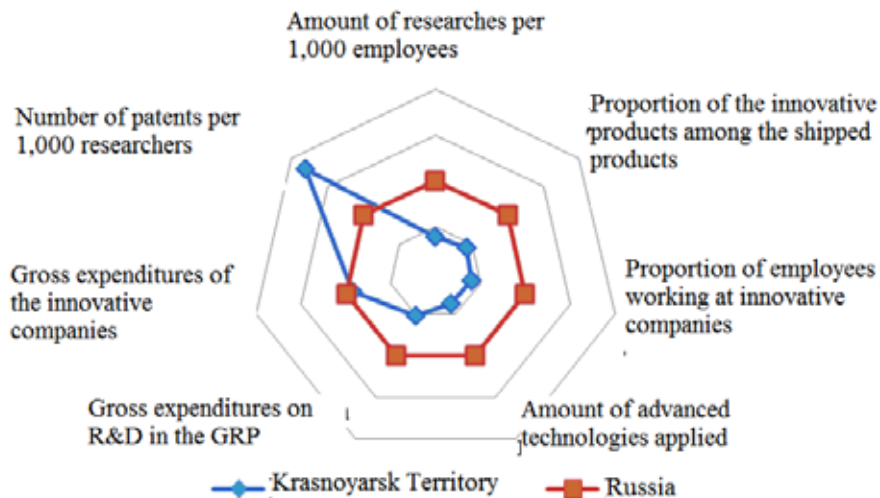 Amount of researches per
1,000 employees
Number of patents per
1,000 researchers
Proportion of the innovative
products among the shipped
products
Gross expenditures of
the innovative
companies
Proportion of employees
working at innovative
companies
Gross expenditures on
R&D in the GRP
Amount of advanced
technologies applied
Krasnoyarsk Territory
Russia